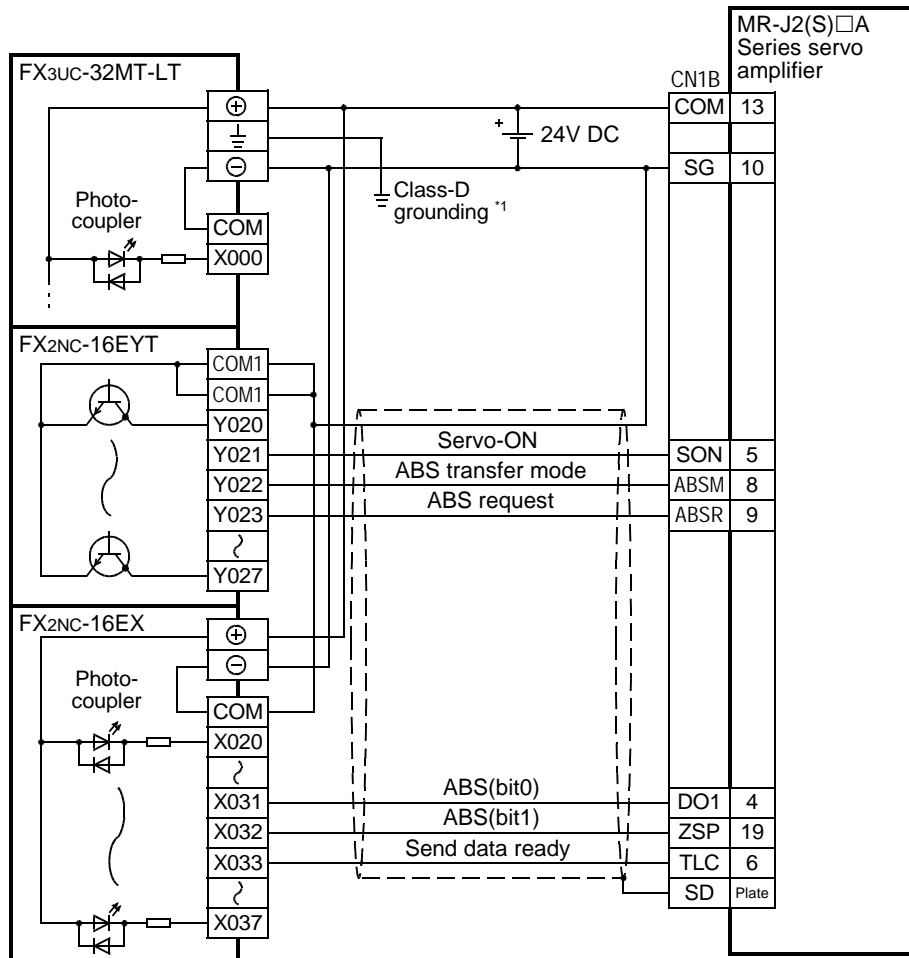 MR-J2(S)□A
Series servo
amplifier
FX3UC-32MT-LT
CN1B
⊕
COM 13
24V DC
+
⊖
SG 10
Class-D
grounding *1
Photo-
coupler
COM
X000
FX2NC-16EYT
COM1
COM1
Y020
Y021 Servo-ON SON 5
Y022 ABS transfer mode ABSM 8
Y023 ABS request ABSR 9
Y027
FX2NC-16EX
⊕
⊖
Photo-
coupler
COM
X020
X031 ABS(bit0) DO1 4
X032 ABS(bit1) ZSP 19
X033 Send data ready TLC 6
SD Plate
X037